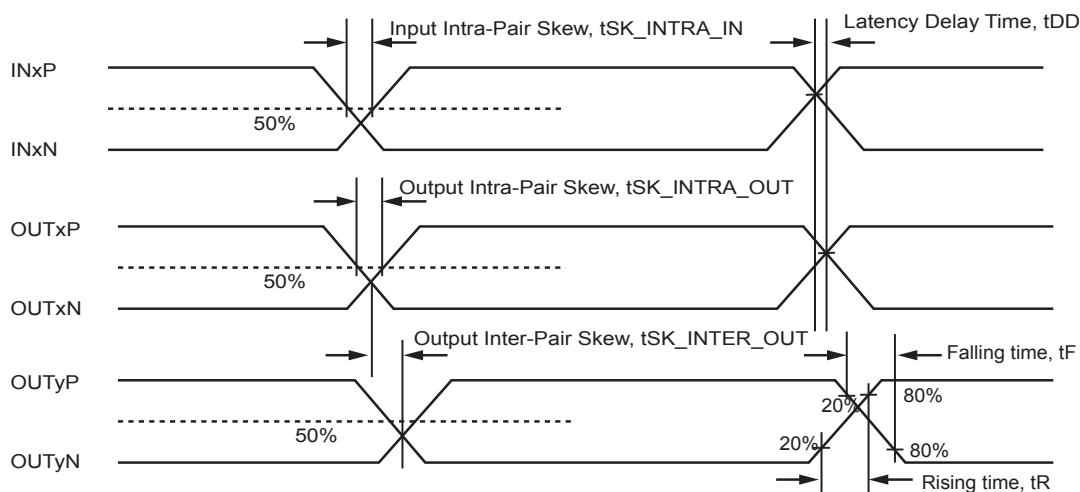 Input Intra-Pair Skew, tSK_INTRA_IN
Latency Delay Time, tDD
INxP
50%
INxN
Output Intra-Pair Skew, tSK_INTRA_OUT
OUTxP
50%
OUTxN
Output Inter-Pair Skew, tSK_INTER_OUT
Falling time, tF
OUTyP
20%
80%
50%
20%
80%
OUTyN
Rising time, tR